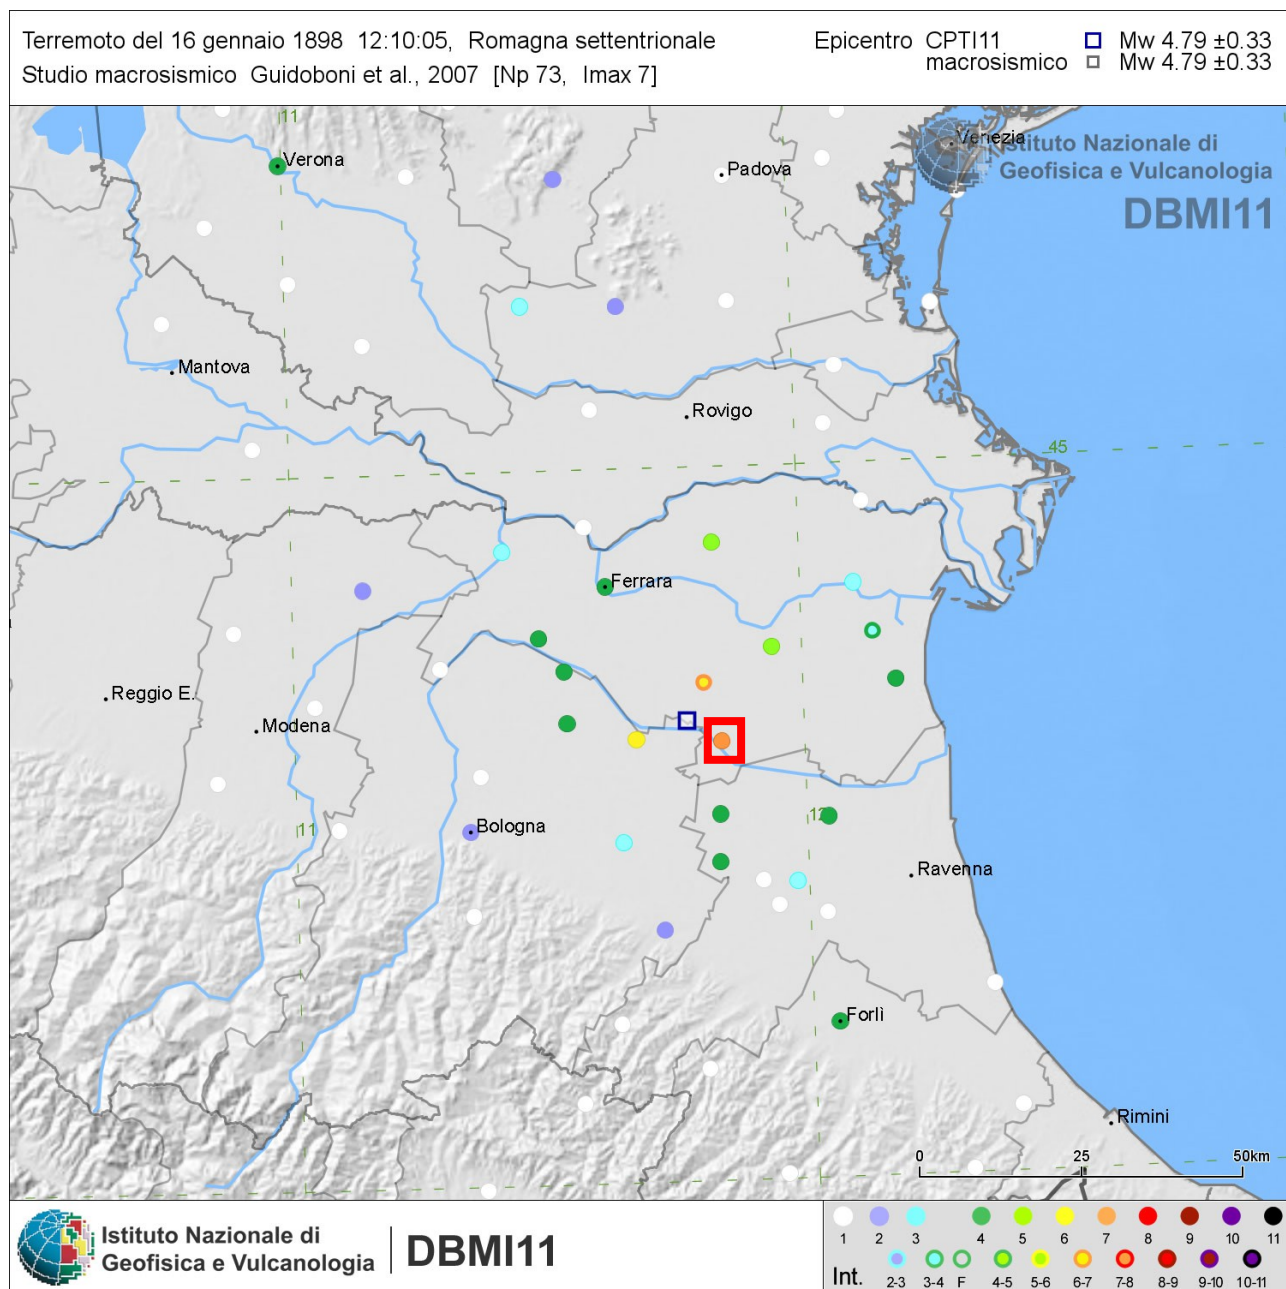 Terremoto del 16 gennaio 1898 12:10:05, Romagna settentrionale
Studio macrosismico Guidoboni et al., 2007 [Np 73, Imax 7]
Epicentro CPTI11 Mw 4.79 ±0.33
macrosismico Mw 4.79 ±0.33
11
Verona
Padova
Venezia
Istituto Nazionale di
Geofisica e Vulcanologia
DBMI11
Mantova
Rovigo
45
Ferrara
Reggio E.
Modena
11
Bologna
12
Ravenna
Forlì
Rimini
0 25 50km
Istituto Nazionale di
Geofisica e Vulcanologia
DBMI11
1 2 3 4 5 6 7 8 9 10 11
Int. 2-3 3-4 F 4-5 5-6 6-7 7-8 8-9 9-10 10-11